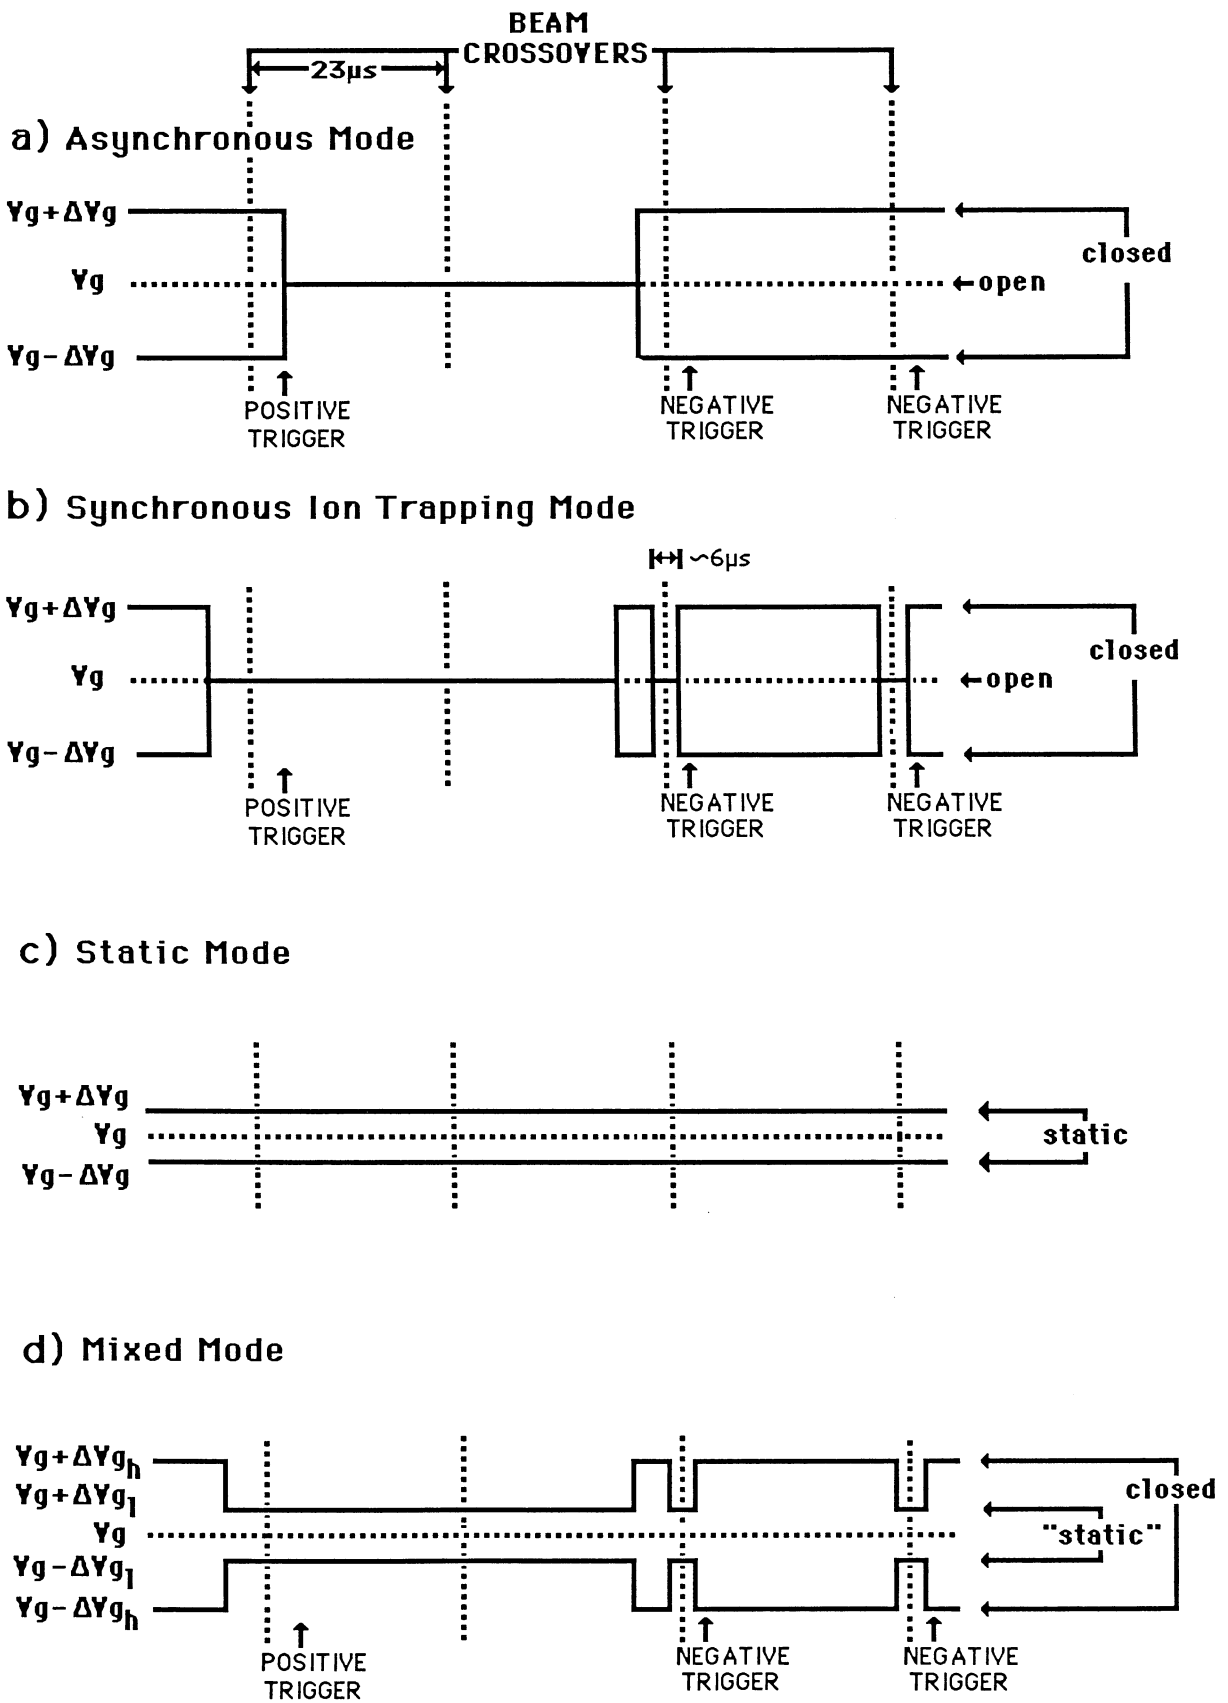 BEAM
CROSSOVERS
23µs
a) Asynchronous Mode
Vg+ΔVg
closed
Vg
open
Vg-ΔVg
POSITIVE
TRIGGER
NEGATIVE
TRIGGER
NEGATIVE
TRIGGER
b) Synchronous Ion Trapping Mode
~6µs
Vg+ΔVg
closed
Vg
open
Vg-ΔVg
POSITIVE
TRIGGER
NEGATIVE
TRIGGER
NEGATIVE
TRIGGER
c) Static Mode
Vg+ΔVg
Vg
static
Vg-ΔVg
d) Mixed Mode
Vg+ΔVgh
closed
Vg+ΔVgl
Vg
"static"
Vg-ΔVgl
Vg-ΔVgh
POSITIVE
TRIGGER
NEGATIVE
TRIGGER
NEGATIVE
TRIGGER